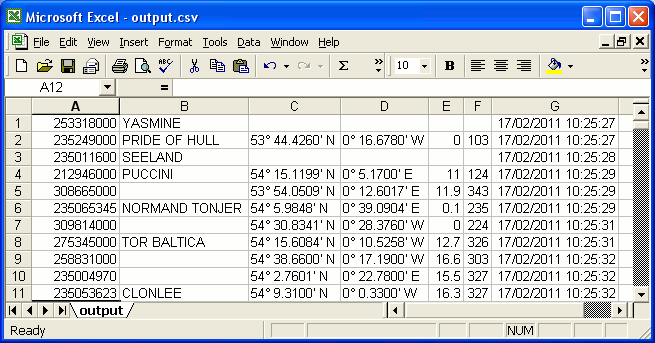 Microsoft Excel - output.csv
File Edit View Insert Format Tools Data Window Help
10 B
A12 =
A B C D E F G
1 253318000 YASMINE 17/02/2011 10:25:27
2 235249000 PRIDE OF HULL 53° 44.4260' N 0° 16.6780' W 0 103 17/02/2011 10:25:27
3 235011600 SEELAND 17/02/2011 10:25:28
4 212946000 PUCCINI 54° 15.1199' N 0° 5.1700' E 11 124 17/02/2011 10:25:29
5 308665000 53° 54.0509' N 0° 12.6017' E 11.9 343 17/02/2011 10:25:29
6 235065345 NORMAND TONJER 54° 5.9848' N 0° 39.0904' E 0.1 235 17/02/2011 10:25:29
7 309814000 54° 30.8341' N 0° 28.3760' W 0 224 17/02/2011 10:25:31
8 275345000 TOR BALTICA 54° 15.6084' N 0° 10.5258' W 12.7 326 17/02/2011 10:25:31
9 258831000 54° 38.6600' N 0° 17.1900' W 16.6 303 17/02/2011 10:25:32
10 235004970 54° 2.7601' N 0° 22.7800' E 15.5 327 17/02/2011 10:25:32
11 235053623 CLONLEE 54° 9.3100' N 0° 0.3300' W 16.3 327 17/02/2011 10:25:32
output
Ready NUM